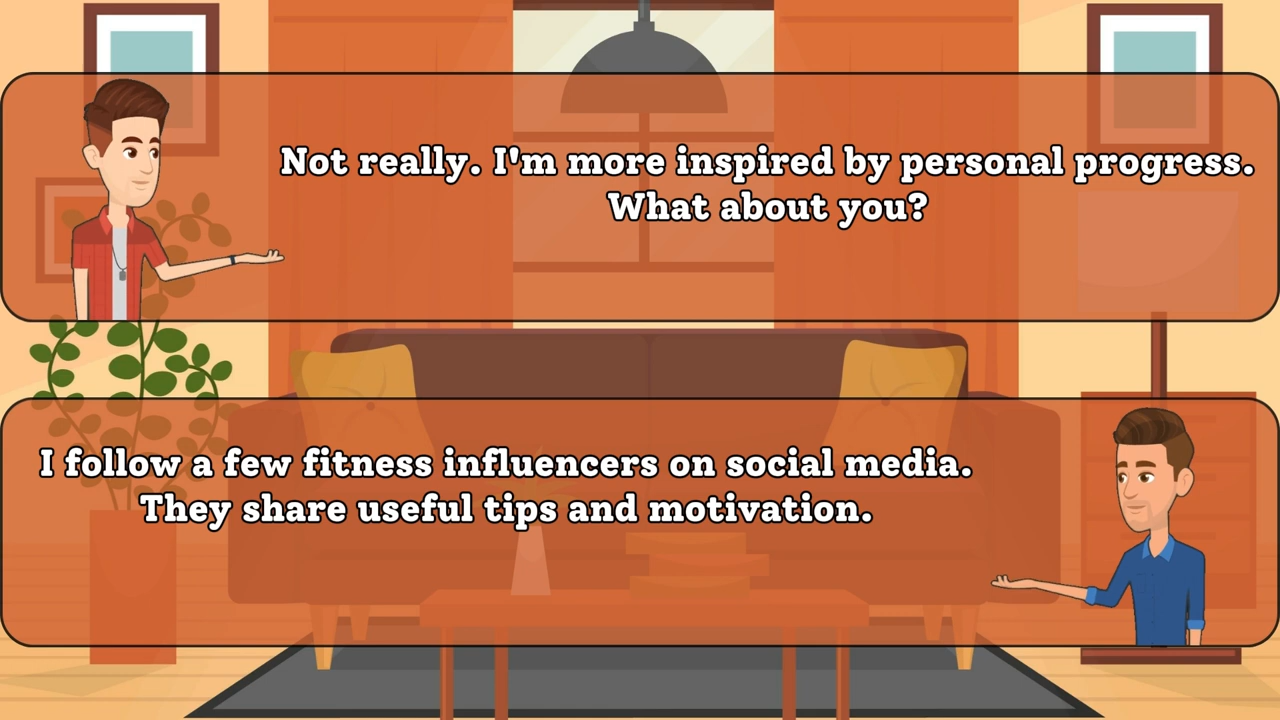 Not really. I'm more inspired by personal progress.
What about you?
I follow a few fitness influencers on social media.
They share useful tips and motivation.